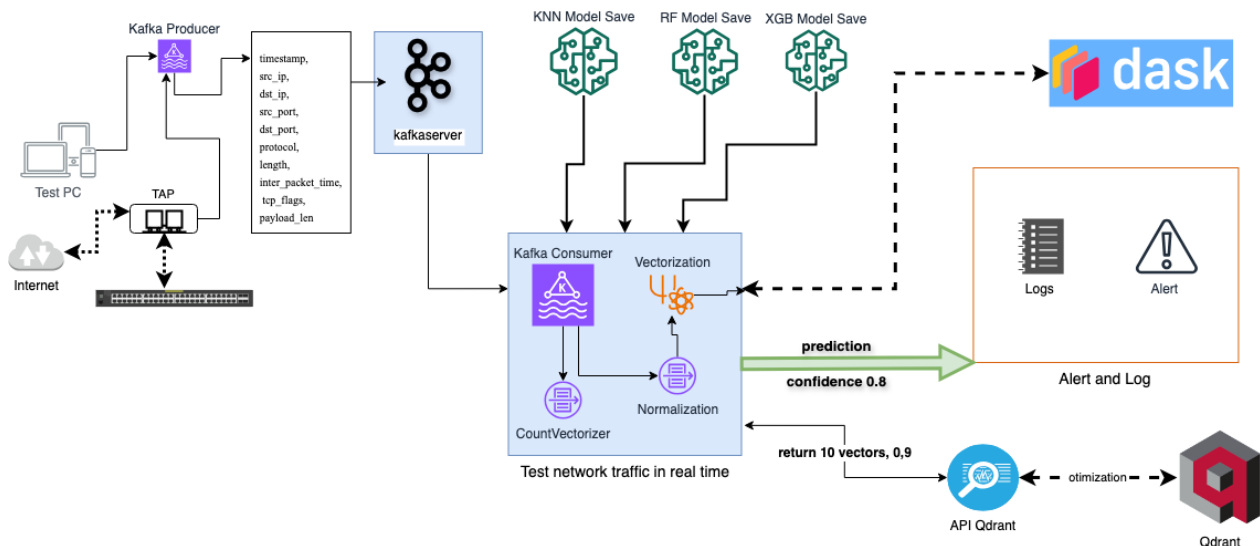 KNN Model Save
RF Model Save
XGB Model Save
Kafka Producer
timestamp,
src_ip,
dst_ip,
src_port,
dst_port,
protocol,
length,
inter_packet_time,
tcp_flags,
payload_len
kafkaserver
dask
Test PC
TAP
Internet
Kafka Consumer
K
Vectorization
Normalization
CountVectorizer
Test network traffic in real time
prediction
confidence 0.8
Logs
Alert
Alert and Log
return 10 vectors, 0,9
API Qdrant
otimization
Qdrant